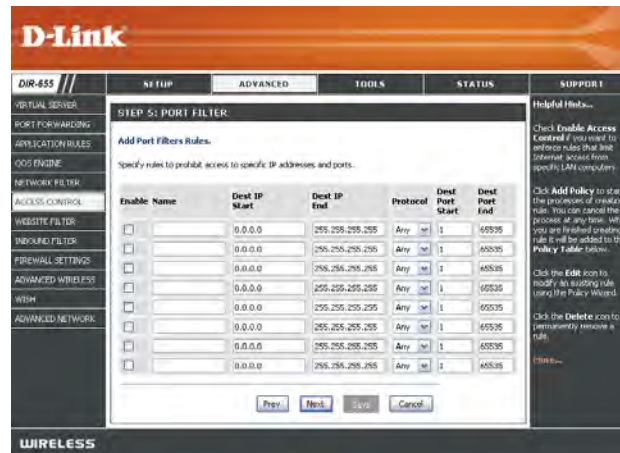 D-Link
DIR-655
SETUP
ADVANCED
TOOLS
STATUS
SUPPORT
VIRTUAL SERVER
PORT FORWARDING
APPLICATION RULES
QOS ENGINE
NETWORK FILTER
ACCESS CONTROL
WEBSITE FILTER
INBOUND FILTER
FIREWALL SETTINGS
ADVANCED WIRELESS
WISH
ADVANCED NETWORK
STEP 5: PORT FILTER
Add Port Filters Rules.
Specify rules to prohibit access to specific IP addresses and ports.
Enable Name Dest IP Start Dest IP End Protocol Dest Port Start Dest Port End
0.0.0.0 255.255.255.255 Any 1 65535
0.0.0.0 255.255.255.255 Any 1 65535
0.0.0.0 255.255.255.255 Any 1 65535
0.0.0.0 255.255.255.255 Any 1 65535
0.0.0.0 255.255.255.255 Any 1 65535
0.0.0.0 255.255.255.255 Any 1 65535
0.0.0.0 255.255.255.255 Any 1 65535
0.0.0.0 255.255.255.255 Any 1 65535
Prev Next Save Cancel
Helpful Hints...
Check Enable Access
Control if you want to
enforce rules that limit
Internet access from
specific LAN computers
Click Add Policy to
the processes of
rule. You can cancel the
process at any time.
you are finished
rule it will be added to
Policy Table below.
Click the Edit icon to
modify an existing rule
using the Policy Wizard.
Click the Delete icon to
permanently remove a
rule.
More...
WIRELESS